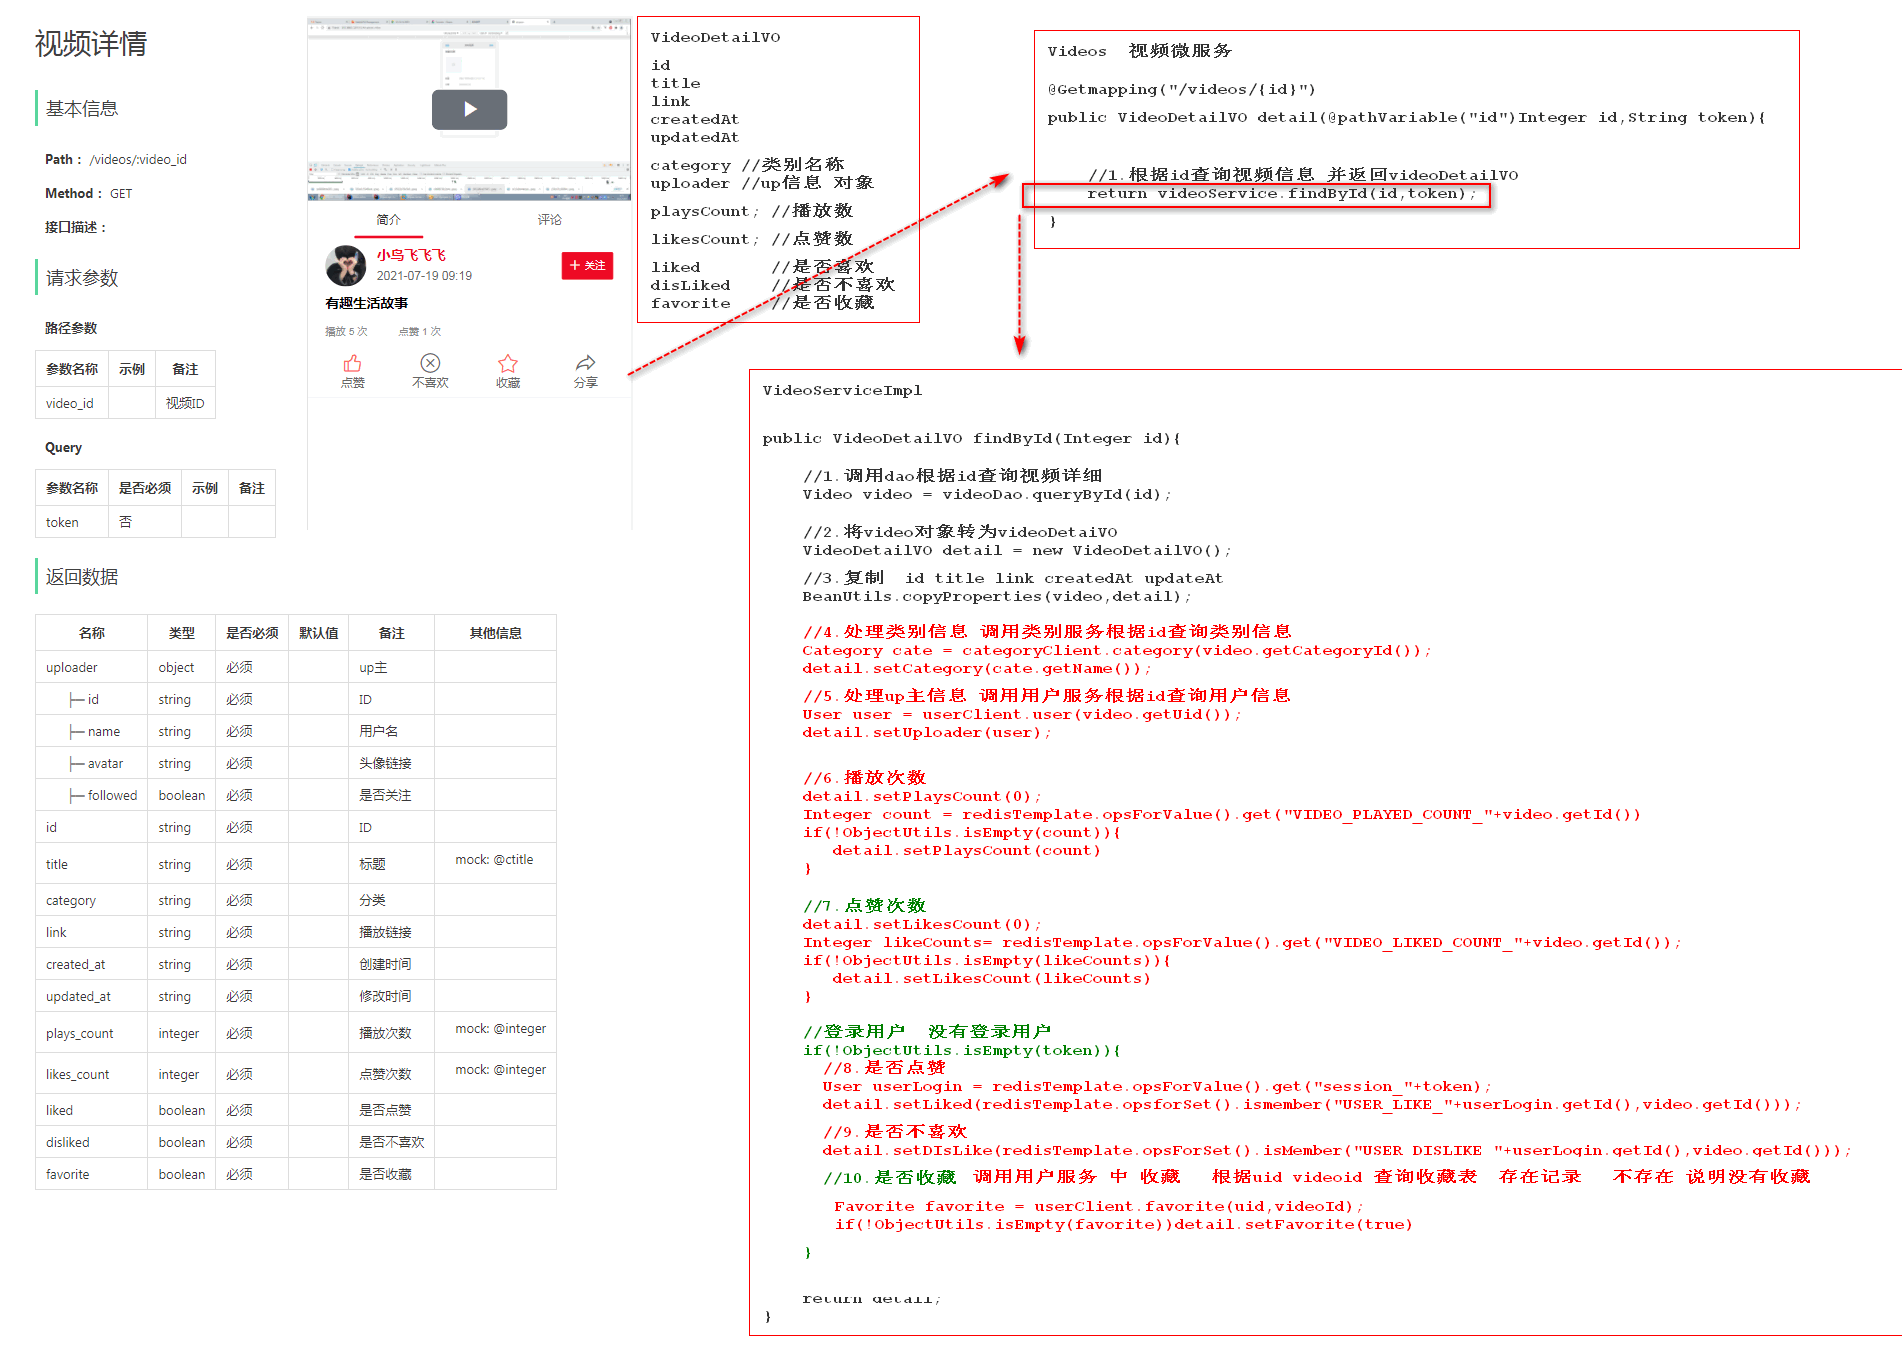 视频详情
基本信息
Path： /videos/:video_id
Method： GET
接口描述：
请求参数
路径参数
参数名称 示例 备注
video_id 视频ID
Query
参数名称 是否必须 示例 备注
token 否
返回数据
名称 类型 是否必须 默认值 备注 其他信息
uploader object 必须 up主
├─ id string 必须 ID
├─ name string 必须 用户名
├─ avatar string 必须 头像链接
├─ followed boolean 必须 是否关注
id string 必须 ID
title string 必须 标题 mock: @ctitle
category string 必须 分类
link string 必须 播放链接
created_at string 必须 创建时间
updated_at string 必须 修改时间
plays_count integer 必须 播放次数 mock: @integer
likes_count integer 必须 点赞次数 mock: @integer
liked boolean 必须 是否点赞
disliked boolean 必须 是否不喜欢
favorite boolean 必须 是否收藏
简介 评论
小鸟飞飞飞
2021-07-19 09:19
+ 关注
有趣生活故事
播放 5 次 点赞 1 次
点赞 不喜欢 收藏 分享
VideoDetailVO
id
title
link
createdAt
updatedAt
category //类别名称
uploader //up信息 对象
playsCount; //播放数
likesCount; //点赞数
liked //是否喜欢
disLiked //是否不喜欢
favorite //是否收藏
Videos 视频微服务
@Getmapping("/videos/{id}")
public VideoDetailVO detail(@pathVariable("id")Integer id,String token){
//1.根据id查询视频信息 并返回videoDetailVO
return videoService.findById(id,token);
}
VideoServiceImpl
public VideoDetailVO findById(Integer id){
//1.调用dao根据id查询视频详细
Video video = videoDao.queryById(id);
//2.将video对象转为videoDetaiVO
VideoDetailVO detail = new VideoDetailVO();
//3.复制 id title link createdAt updateAt
BeanUtils.copyProperties(video,detail);
//4.处理类别信息 调用类别服务根据id查询类别信息
Category cate = categoryClient.category(video.getCategoryId());
detail.setCategory(cate.getName());
//5.处理up主信息 调用用户服务根据id查询用户信息
User user = userClient.user(video.getUid());
detail.setUploader(user);
//6.播放次数
detail.setPlaysCount(0);
Integer count = redisTemplate.opsForValue().get("VIDEO_PLAYED_COUNT_"+video.getId())
if(!ObjectUtils.isEmpty(count)){
detail.setPlaysCount(count)
}
//7.点赞次数
detail.setLikesCount(0);
Integer likeCounts= redisTemplate.opsForValue().get("VIDEO_LIKED_COUNT_"+video.getId());
if(!ObjectUtils.isEmpty(likeCounts)){
detail.setLikesCount(likeCounts)
}
//登录用户 没有登录用户
if(!ObjectUtils.isEmpty(token)){
//8.是否点赞
User userLogin = redisTemplate.opsForValue().get("session_"+token);
detail.setLiked(redisTemplate.opsforSet().ismember("USER_LIKE_"+userLogin.getId(),video.getId()));
//9.是否不喜欢
detail.setDIsLike(redisTemplate.opsForSet().isMember("USER DISLIKE "+userLogin.getId(),video.getId()));
//10.是否收藏 调用用户服务 中 收藏 根据uid videoid 查询收藏表 存在记录 不存在 说明没有收藏
Favorite favorite = userClient.favorite(uid,videoId);
if(!ObjectUtils.isEmpty(favorite))detail.setFavorite(true)
}
return detail;
}